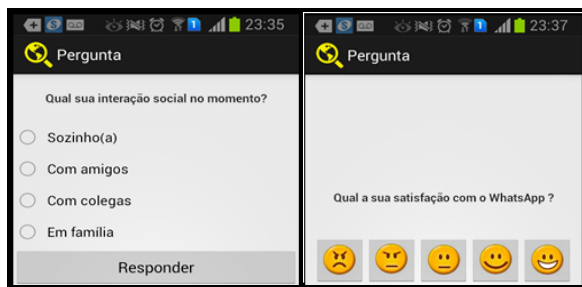 23:35
Pergunta
Qual sua interação social no momento?
Sozinho(a)
Com amigos
Com colegas
Em família
Responder
23:37
Pergunta
Qual a sua satisfação com o WhatsApp ?